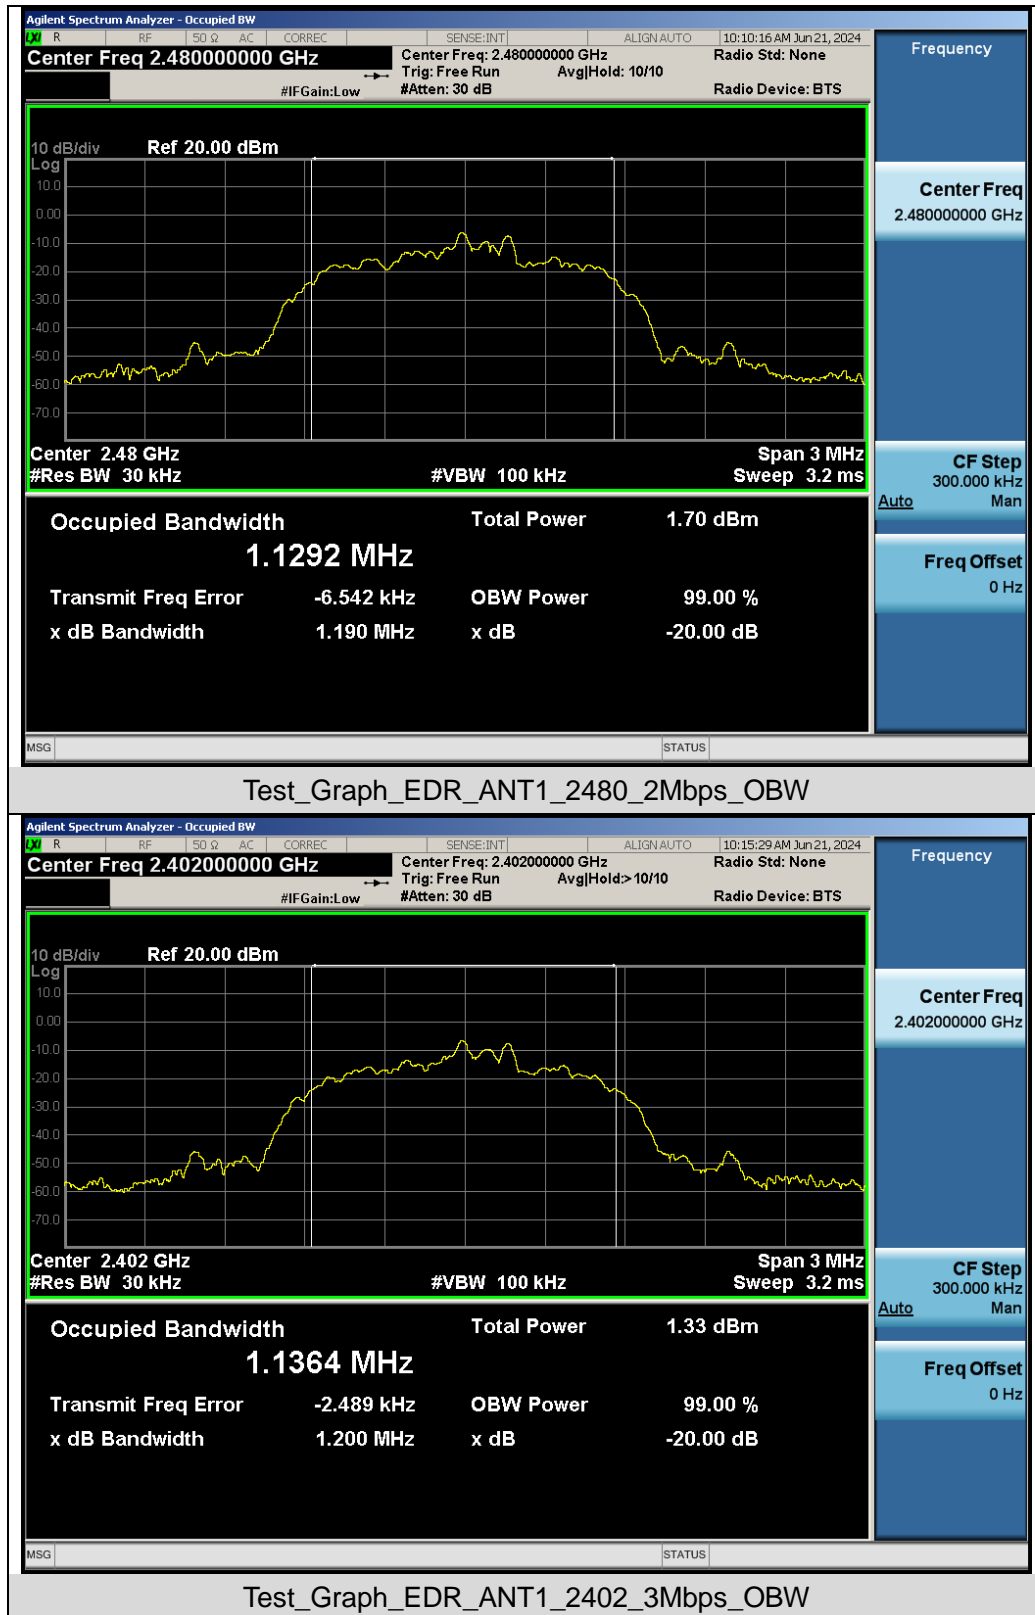 Agilent Spectrum Analyzer - Occupied BW
LXI R RF 50 Ω AC CORREC SENSE:INT ALIGN AUTO 10:10:16 AM Jun 21, 2024
Center Freq 2.480000000 GHz Center Freq: 2.480000000 GHz Radio Std: None
Trig: Free Run Avg|Hold: 10/10
#IFGain:Low #Atten: 30 dB Radio Device: BTS
Frequency
10 dB/div Ref 20.00 dBm
Log
10.0
0.00
-10.0
-20.0
-30.0
-40.0
-50.0
-60.0
-70.0
Center 2.48 GHz Span 3 MHz
#Res BW 30 kHz #VBW 100 kHz Sweep 3.2 ms
Center Freq
2.480000000 GHz
CF Step
300.000 kHz
Auto Man
Freq Offset
0 Hz
Occupied Bandwidth Total Power 1.70 dBm
1.1292 MHz
Transmit Freq Error -6.542 kHz OBW Power 99.00 %
x dB Bandwidth 1.190 MHz x dB -20.00 dB
MSG STATUS
Test_Graph_EDR_ANT1_2480_2Mbps_OBW
Agilent Spectrum Analyzer - Occupied BW
LXI R RF 50 Ω AC CORREC SENSE:INT ALIGN AUTO 10:15:29 AM Jun 21, 2024
Center Freq 2.402000000 GHz Center Freq: 2.402000000 GHz Radio Std: None
Trig: Free Run Avg|Hold:>10/10
#IFGain:Low #Atten: 30 dB Radio Device: BTS
Frequency
10 dB/div Ref 20.00 dBm
Log
10.0
0.00
-10.0
-20.0
-30.0
-40.0
-50.0
-60.0
-70.0
Center 2.402 GHz Span 3 MHz
#Res BW 30 kHz #VBW 100 kHz Sweep 3.2 ms
Center Freq
2.402000000 GHz
CF Step
300.000 kHz
Auto Man
Freq Offset
0 Hz
Occupied Bandwidth Total Power 1.33 dBm
1.1364 MHz
Transmit Freq Error -2.489 kHz OBW Power 99.00 %
x dB Bandwidth 1.200 MHz x dB -20.00 dB
MSG STATUS
Test_Graph_EDR_ANT1_2402_3Mbps_OBW